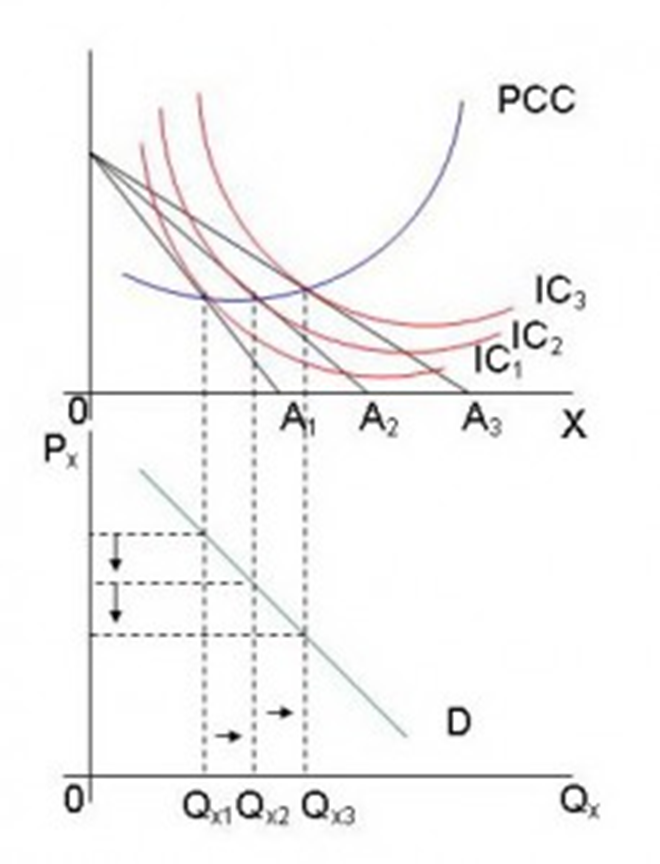 PCC
IC₃
IC₂
IC₁
0
A₁ A₂ A₃ X
Pₓ
D
0
Qₓ₁ Qₓ₂ Qₓ₃ Qₓ